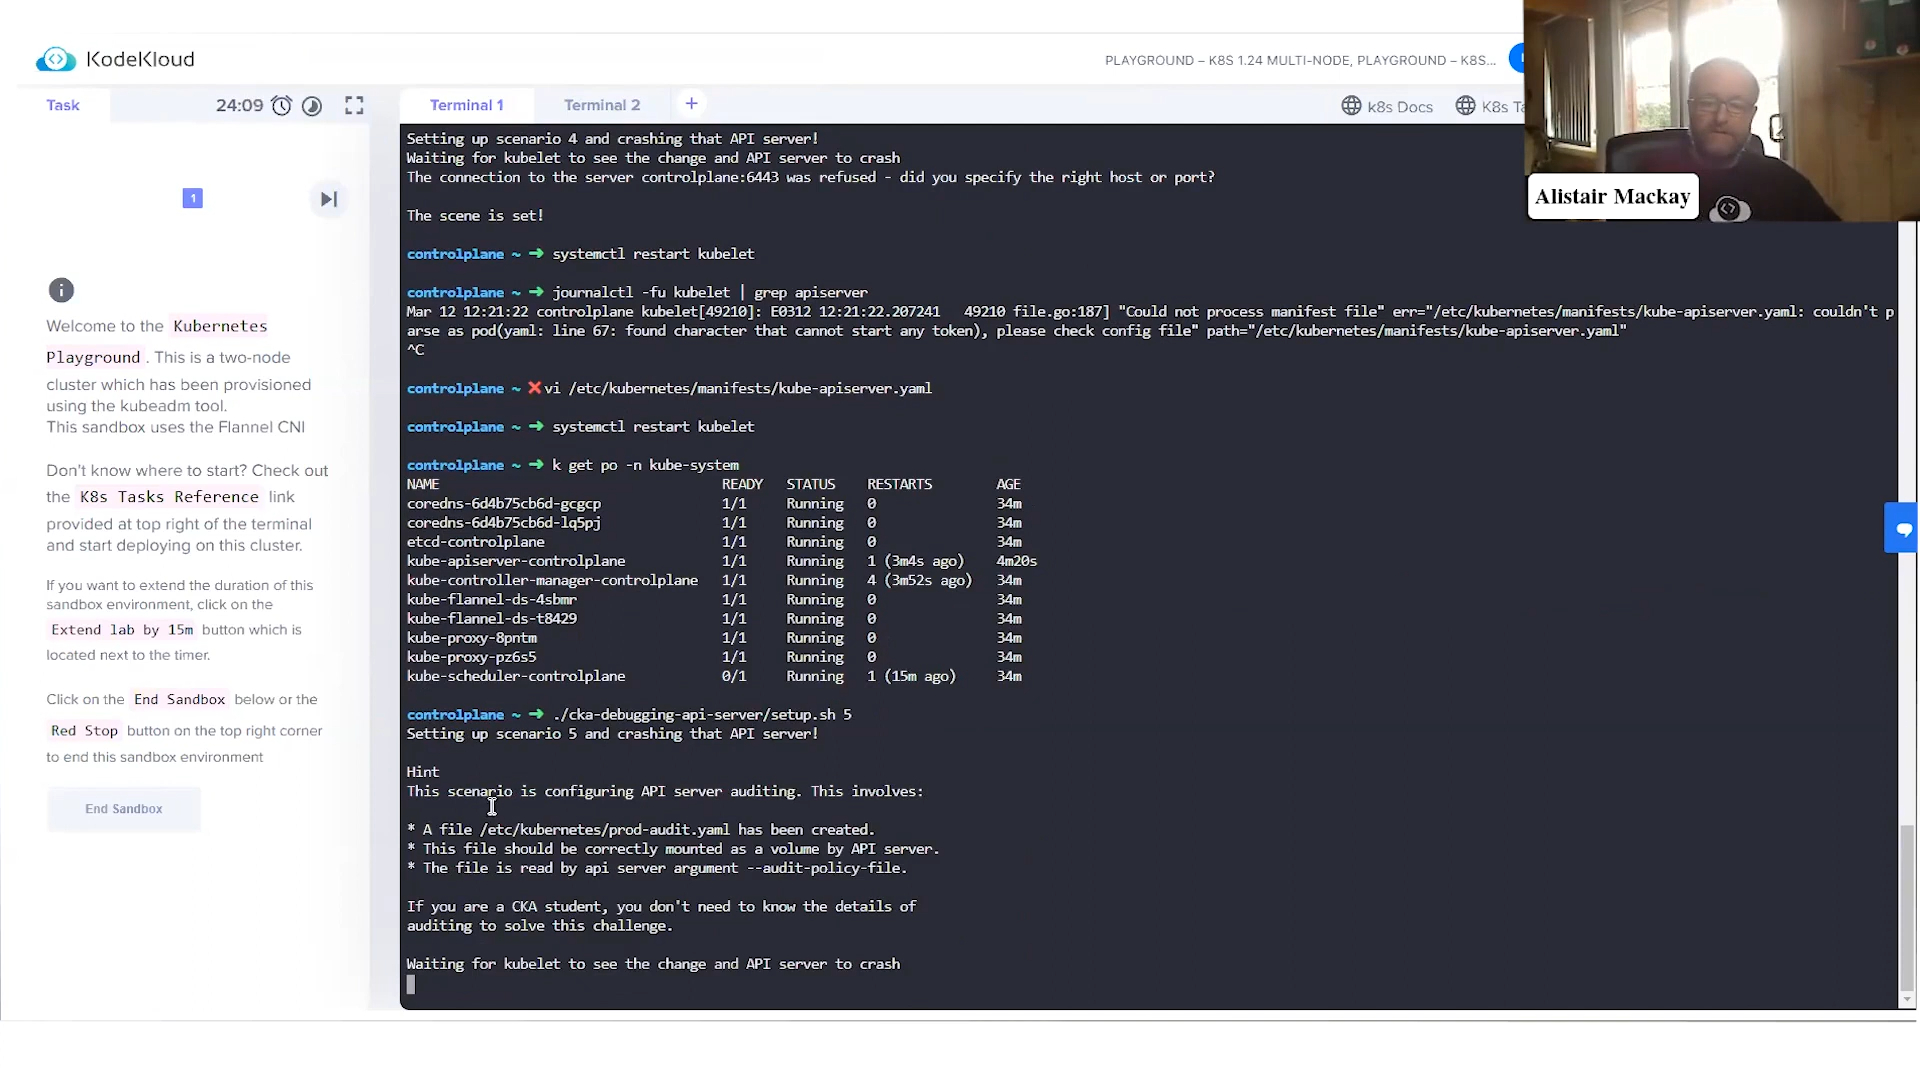 KodeKloud
PLAYGROUND – K8S 1.24 MULTI-NODE, PLAYGROUND – K8S...
Task
24:09
Terminal 1
Terminal 2
+
k8s Docs
K8s Ta
Alistair Mackay
1
Welcome to the Kubernetes
Playground. This is a two-node
cluster which has been provisioned
using the kubeadm tool.
This sandbox uses the Flannel CNI
Don't know where to start? Check out
the K8s Tasks Reference link
provided at top right of the terminal
and start deploying on this cluster.
If you want to extend the duration of this
sandbox environment, click on the
Extend lab by 15m button which is
located next to the timer.
Click on the End Sandbox below or the
Red Stop button on the top right corner
to end this sandbox environment
End Sandbox
Setting up scenario 4 and crashing that API server!
Waiting for kubelet to see the change and API server to crash
The connection to the server controlplane:6443 was refused - did you specify the right host or port?
The scene is set!
controlplane ~ ➜ systemctl restart kubelet
controlplane ~ ➜ journalctl -fu kubelet | grep apiserver
Mar 12 12:21:22 controlplane kubelet[49210]: E0312 12:21:22.207241 49210 file.go:187] "Could not process manifest file" err="/etc/kubernetes/manifests/kube-apiserver.yaml: couldn't p
arse as pod(yaml: line 67: found character that cannot start any token), please check config file" path="/etc/kubernetes/manifests/kube-apiserver.yaml"
^C
controlplane ~ ✖ vi /etc/kubernetes/manifests/kube-apiserver.yaml
controlplane ~ ➜ systemctl restart kubelet
controlplane ~ ➜ k get po -n kube-system
NAME READY STATUS RESTARTS AGE
coredns-6d4b75cb6d-gcgcp 1/1 Running 0 34m
coredns-6d4b75cb6d-lq5pj 1/1 Running 0 34m
etcd-controlplane 1/1 Running 0 34m
kube-apiserver-controlplane 1/1 Running 1 (3m4s ago) 4m20s
kube-controller-manager-controlplane 1/1 Running 4 (3m52s ago) 34m
kube-flannel-ds-4sbmr 1/1 Running 0 34m
kube-flannel-ds-t8429 1/1 Running 0 34m
kube-proxy-8pntm 1/1 Running 0 34m
kube-proxy-pz6s5 1/1 Running 0 34m
kube-scheduler-controlplane 0/1 Running 1 (15m ago) 34m
controlplane ~ ➜ ./cka-debugging-api-server/setup.sh 5
Setting up scenario 5 and crashing that API server!
Hint
This scenario is configuring API server auditing. This involves:
* A file /etc/kubernetes/prod-audit.yaml has been created.
* This file should be correctly mounted as a volume by API server.
* The file is read by api server argument --audit-policy-file.
If you are a CKA student, you don't need to know the details of
auditing to solve this challenge.
Waiting for kubelet to see the change and API server to crash